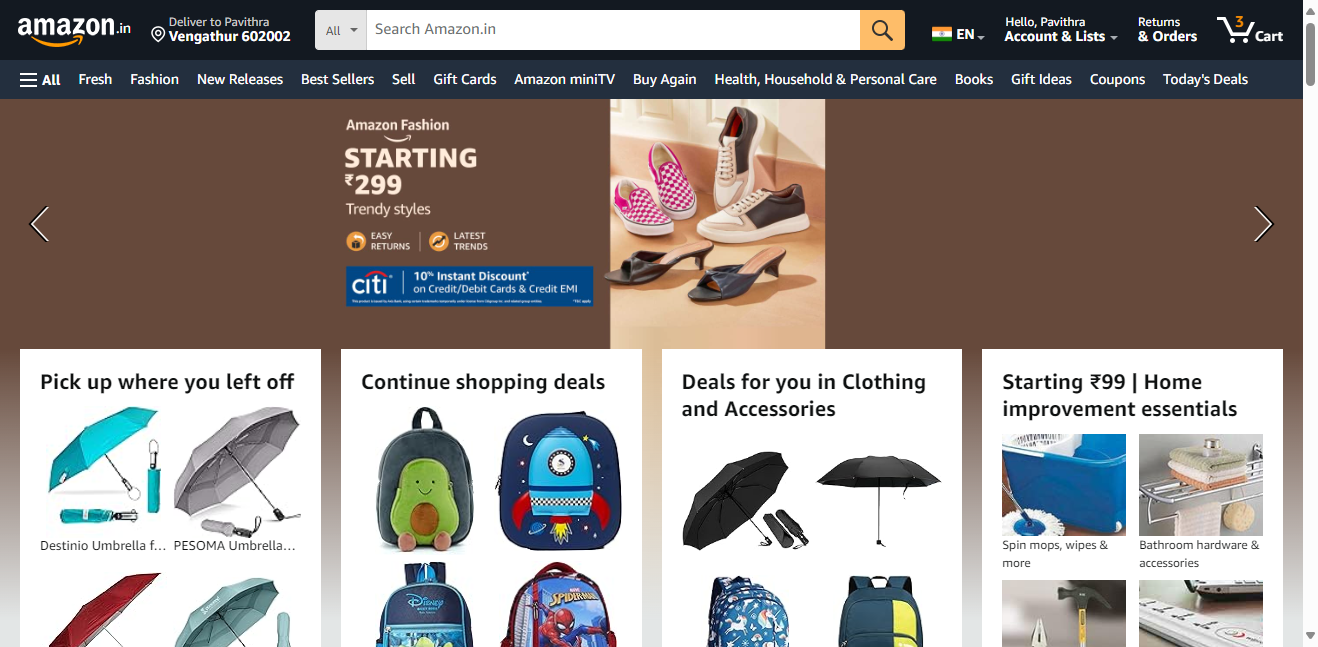 amazon.in
Deliver to Pavithra
Vengathur 602002
All
Search Amazon.in
EN
Hello, Pavithra
Account & Lists
Returns
& Orders
3
Cart
All
Fresh
Fashion
New Releases
Best Sellers
Sell
Gift Cards
Amazon miniTV
Buy Again
Health, Household & Personal Care
Books
Gift Ideas
Coupons
Today's Deals
Amazon Fashion
STARTING
₹299
Trendy styles
EASY
RETURNS
LATEST
TRENDS
citi
10% Instant Discount*
on Credit/Debit Cards & Credit EMI
*T&C apply
Pick up where you left off
Destinio Umbrella f...
PESOMA Umbrella...
Continue shopping deals
Disney
SPIDER-MAN
Deals for you in Clothing
and Accessories
Starting ₹99 | Home
improvement essentials
Spin mops, wipes &
more
Bathroom hardware &
accessories